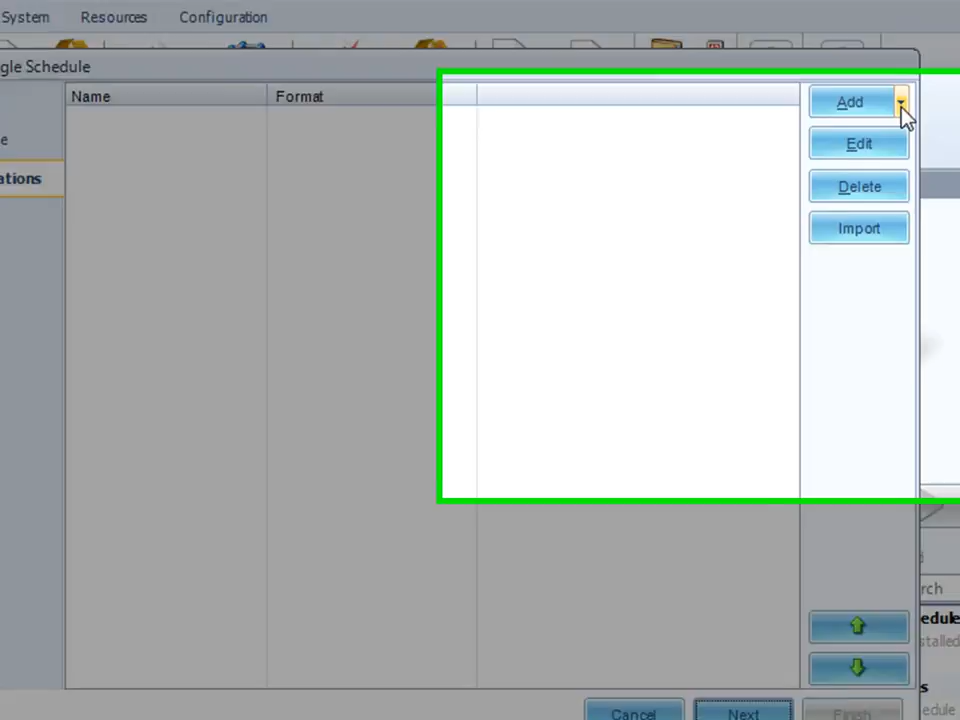 System Resources Configuration
gle Schedule
Name Format
Add
e
Edit
ations
Delete
Import
rch
edule
stalled
s
edule
Cancel Next Finish